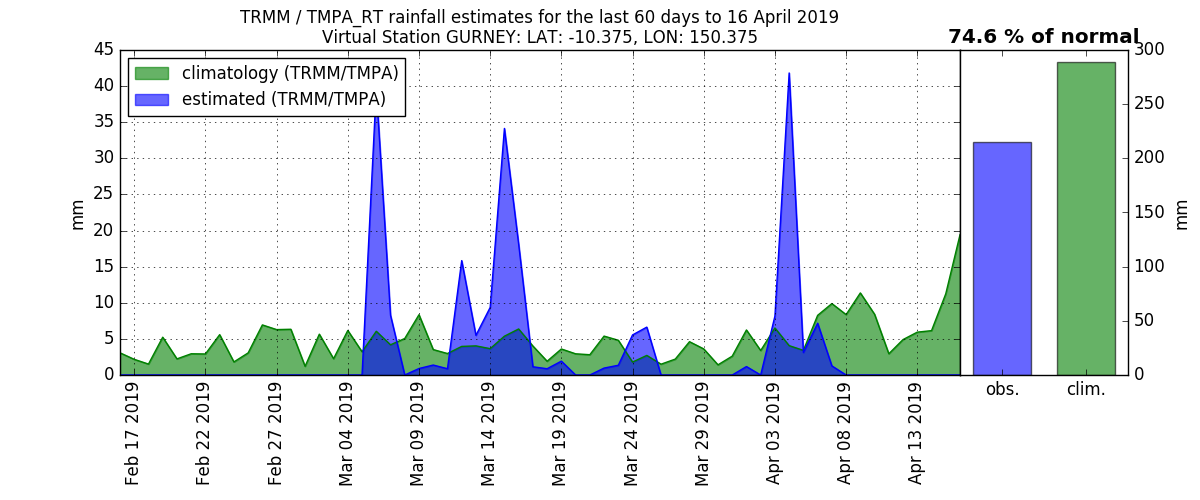 TRMM / TMPA_RT rainfall estimates for the last 60 days to 16 April 2019
Virtual Station GURNEY: LAT: -10.375, LON: 150.375
74.6 % of normal
climatology (TRMM/TMPA)
estimated (TRMM/TMPA)
mm
45
40
35
30
25
20
15
10
5
0
Feb 17 2019
Feb 22 2019
Feb 27 2019
Mar 04 2019
Mar 09 2019
Mar 14 2019
Mar 19 2019
Mar 24 2019
Mar 29 2019
Apr 03 2019
Apr 08 2019
Apr 13 2019
300
250
200
150
100
50
0
mm
obs.
clim.